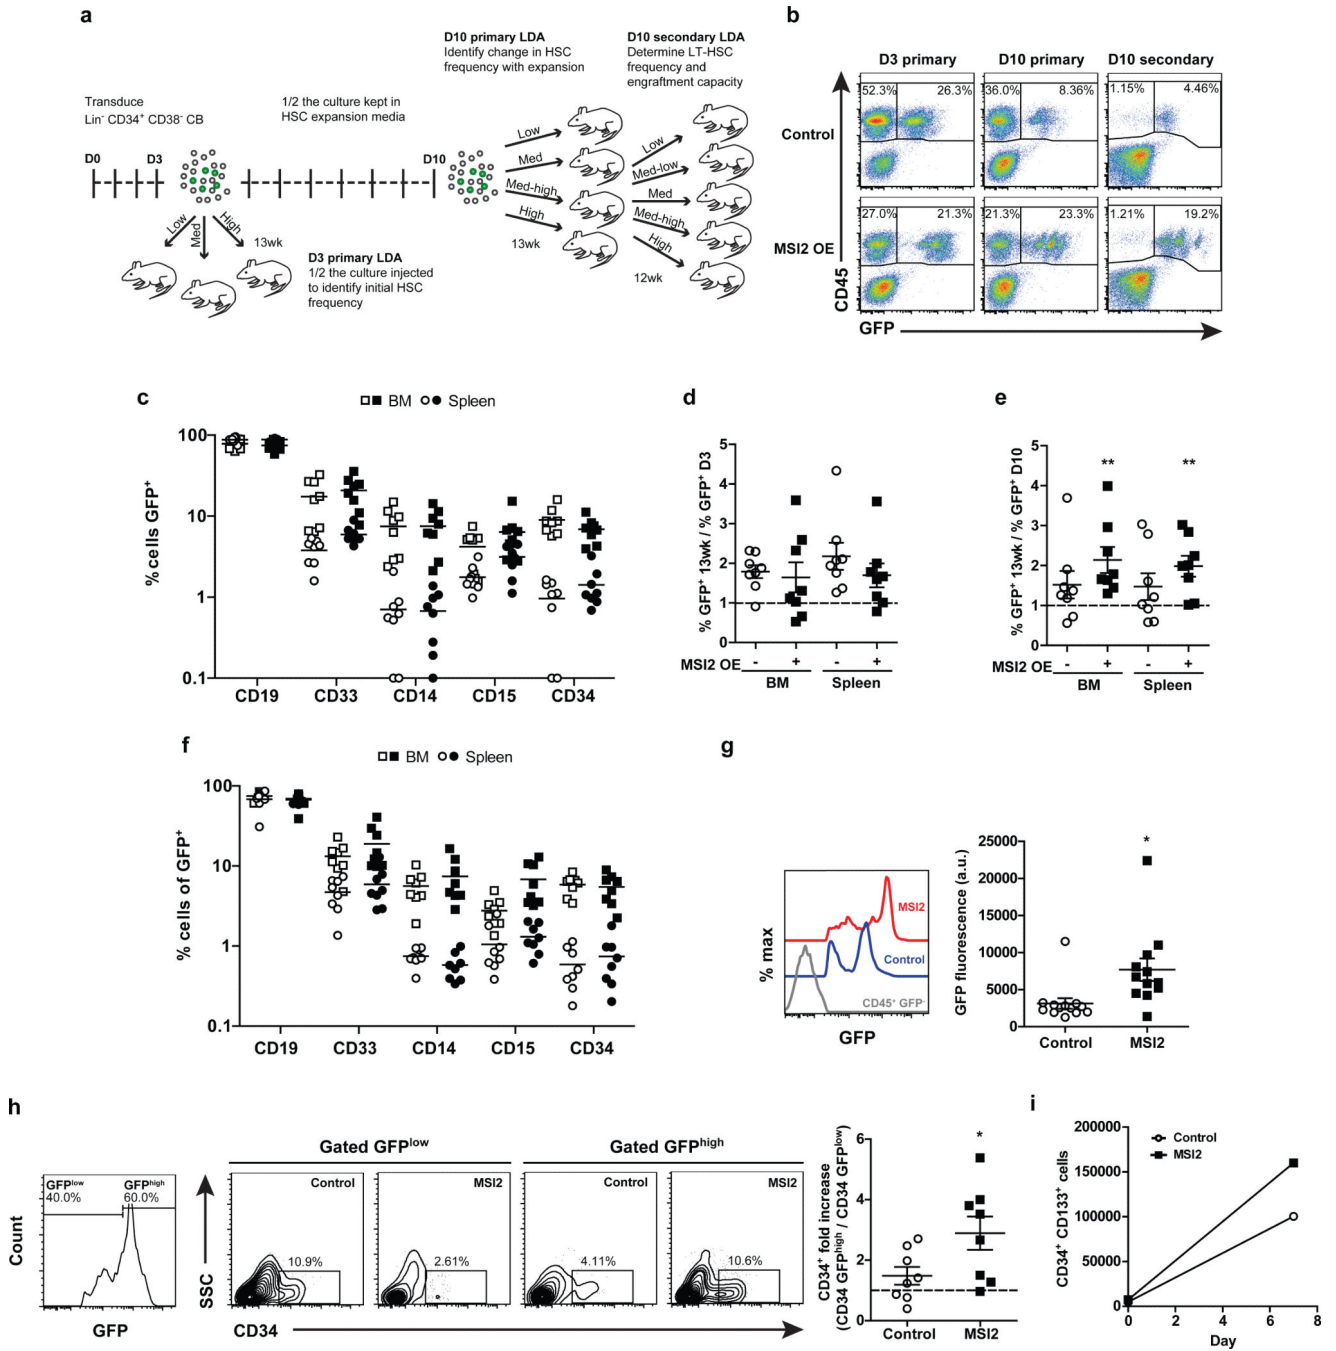 a
Transduce
Lin⁻ CD34⁺ CD38⁻ CB
1/2 the culture kept in
HSC expansion media
D10 primary LDA
Identify change in HSC
frequency with expansion
D10 secondary LDA
Determine LT-HSC
frequency and
engraftment capacity
D0
D3
D10
Low
Med
High
13wk
D3 primary LDA
1/2 the culture injected
to identify initial HSC
frequency
Low
Med
Med-high
High
13wk
Low
Med-low
Med
Med-high
High
12wk
b
D3 primary
D10 primary
D10 secondary
Control
52.3%
26.3%
36.0%
8.36%
1.15%
4.46%
MSI2 OE
27.0%
21.3%
21.3%
23.3%
1.21%
19.2%
CD45
GFP
c
BM
Spleen
%cells GFP⁺
100
10
1
0.1
CD19
CD33
CD14
CD15
CD34
d
% GFP⁺ 13wk / % GFP⁺ D3
5
4
3
2
1
0
MSI2 OE
-
+
-
+
BM
Spleen
e
% GFP⁺ 13wk / % GFP⁺ D10
5
4
3
2
1
0
**
**
MSI2 OE
-
+
-
+
BM
Spleen
f
BM
Spleen
% cells of GFP⁺
100
10
1
0.1
CD19
CD33
CD14
CD15
CD34
g
% max
MSI2
Control
CD45⁺ GFP⁻
GFP
GFP fluorescence (a.u.)
25000
20000
15000
10000
5000
0
*
Control
MSI2
h
Count
GFPˡᵒʷ
40.0%
GFPʰⁱᵍʰ
60.0%
GFP
Gated GFPˡᵒʷ
Gated GFPʰⁱᵍʰ
SSC
Control
10.9%
MSI2
2.61%
Control
4.11%
MSI2
10.6%
CD34
CD34⁺ fold increase
(CD34 GFPʰⁱᵍʰ / CD34 GFPˡᵒʷ)
6
4
2
0
*
Control
MSI2
i
Control
MSI2
CD34⁺ CD133⁺ cells
200000
150000
100000
50000
0
0
2
4
6
8
Day